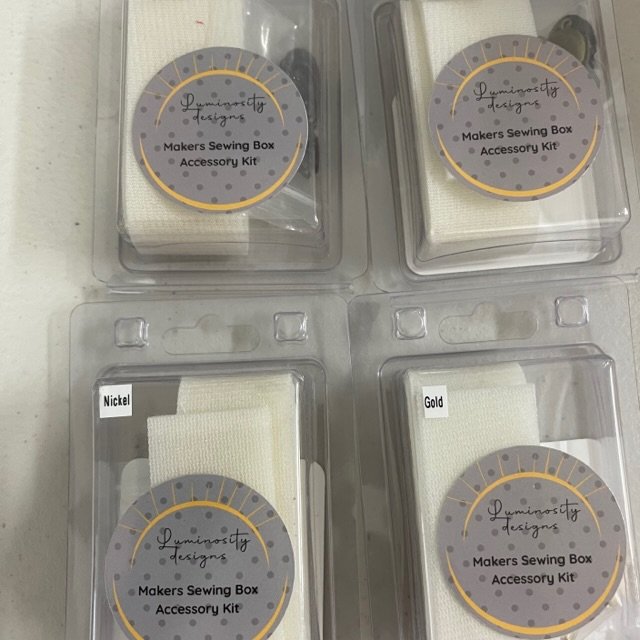 Luminosity
designs
Makers Sewing Box
Accessory Kit
Luminosity
designs
Makers Sewing Box
Accessory Kit
Nickel
Luminosity
designs
Makers Sewing Box
Accessory Kit
Gold
Luminosity
designs
Makers Sewing Box
Accessory Kit